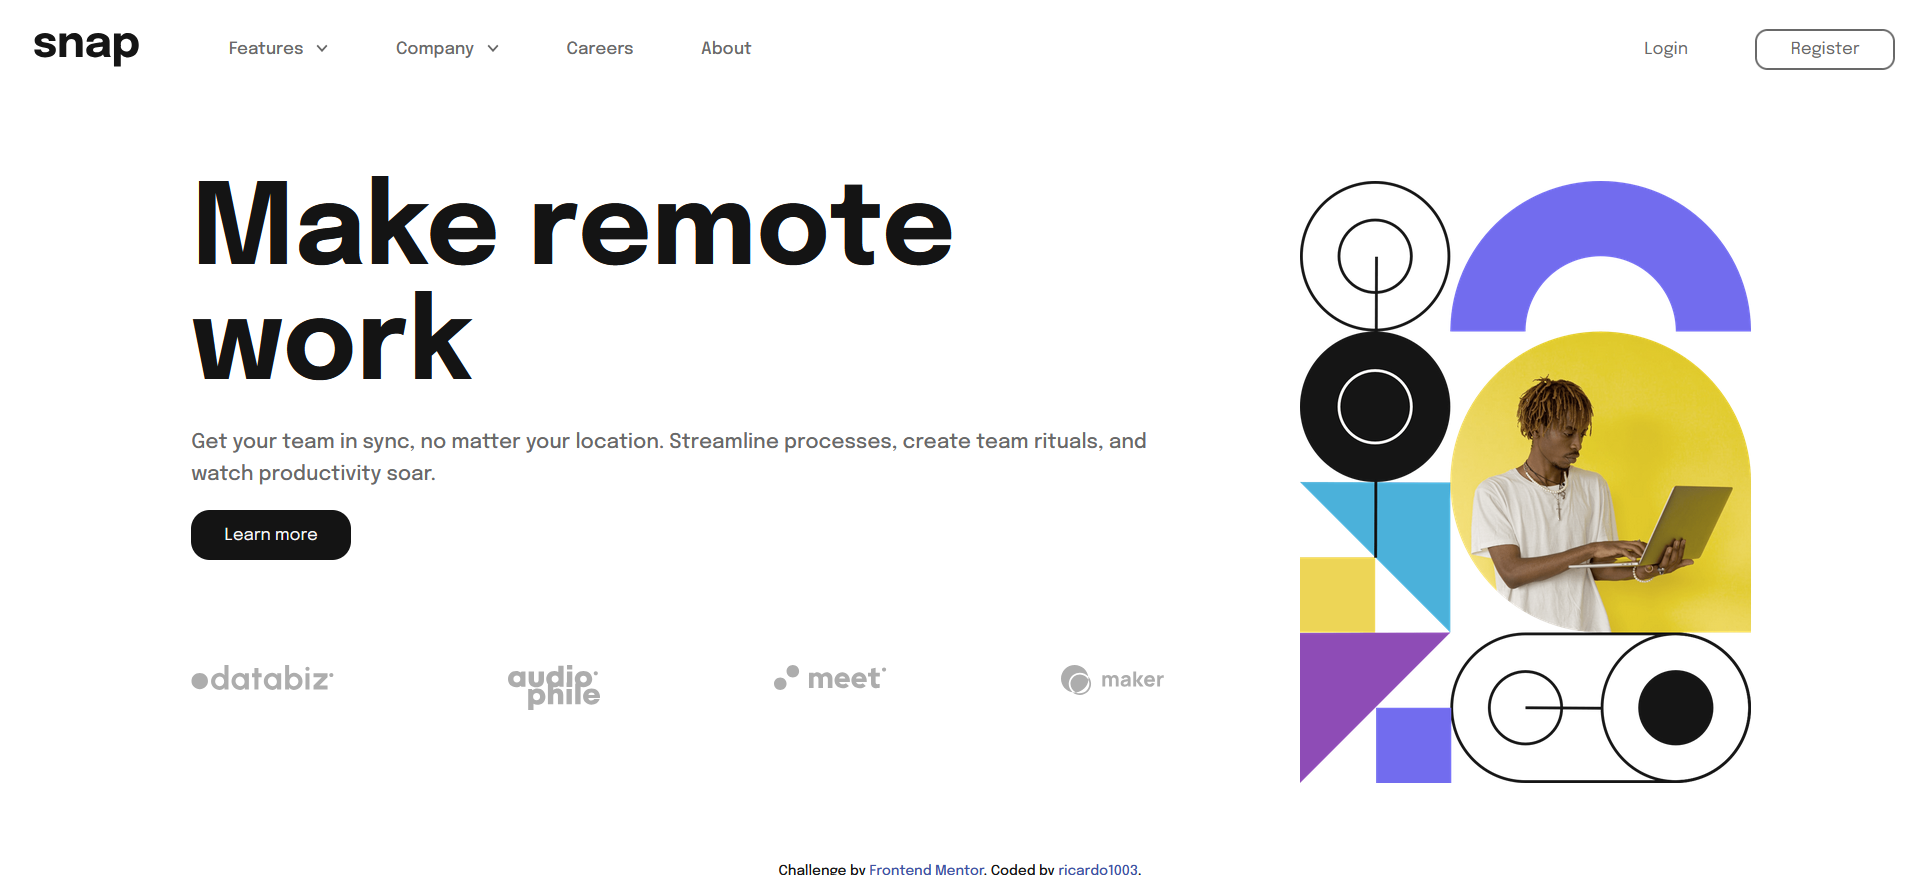 snap
Features
Company
Careers
About
Login
Register
Make remote
work
Get your team in sync, no matter your location. Streamline processes, create team rituals, and
watch productivity soar.
Learn more
databiz
audio
phile
meet
maker
Challenge by Frontend Mentor. Coded by ricardo1003.